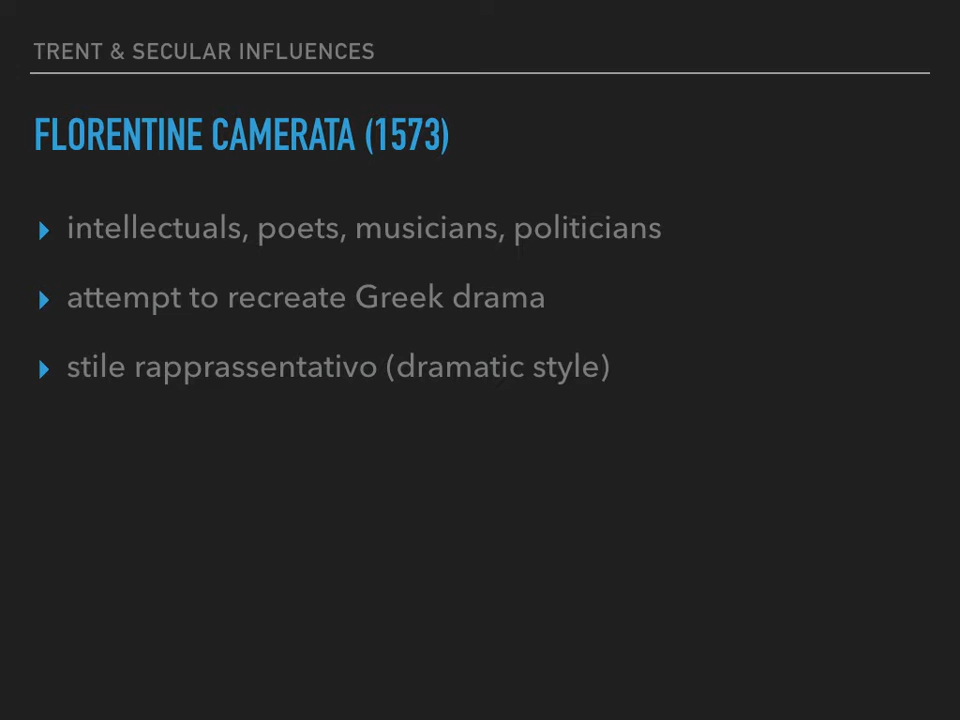 TRENT & SECULAR INFLUENCES
FLORENTINE CAMERATA (1573)
intellectuals, poets, musicians, politicians
attempt to recreate Greek drama
stile rapprassentativo (dramatic style)